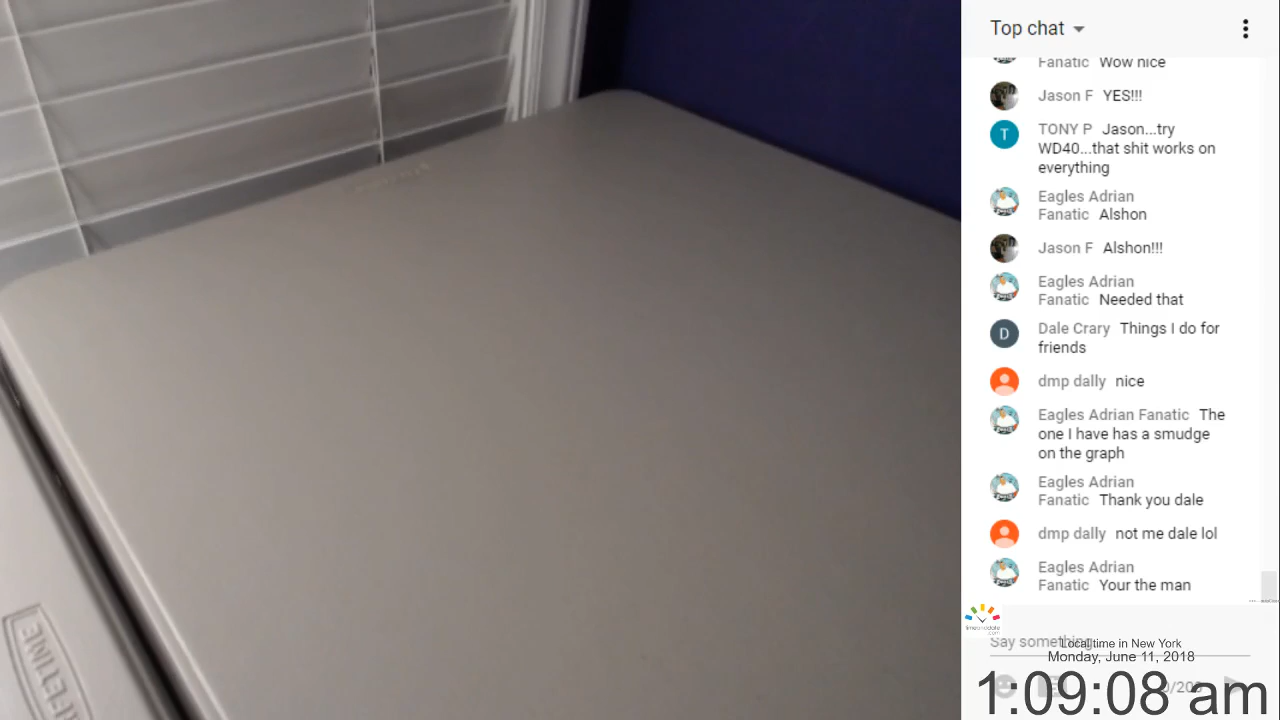 Top chat
Fanatic Wow nice
Jason F YES!!!
T
TONY P Jason...try
WD40...that shit works on
everything
Eagles Adrian
Fanatic Alshon
Jason F Alshon!!!
Eagles Adrian
Fanatic Needed that
D
Dale Crary Things I do for
friends
dmp dally nice
Eagles Adrian Fanatic The
one I have has a smudge
on the graph
Eagles Adrian
Fanatic Thank you dale
dmp dally not me dale lol
Eagles Adrian
Fanatic Your the man
Say something...
Local time in New York
Monday, June 11, 2018
1:09:08 am